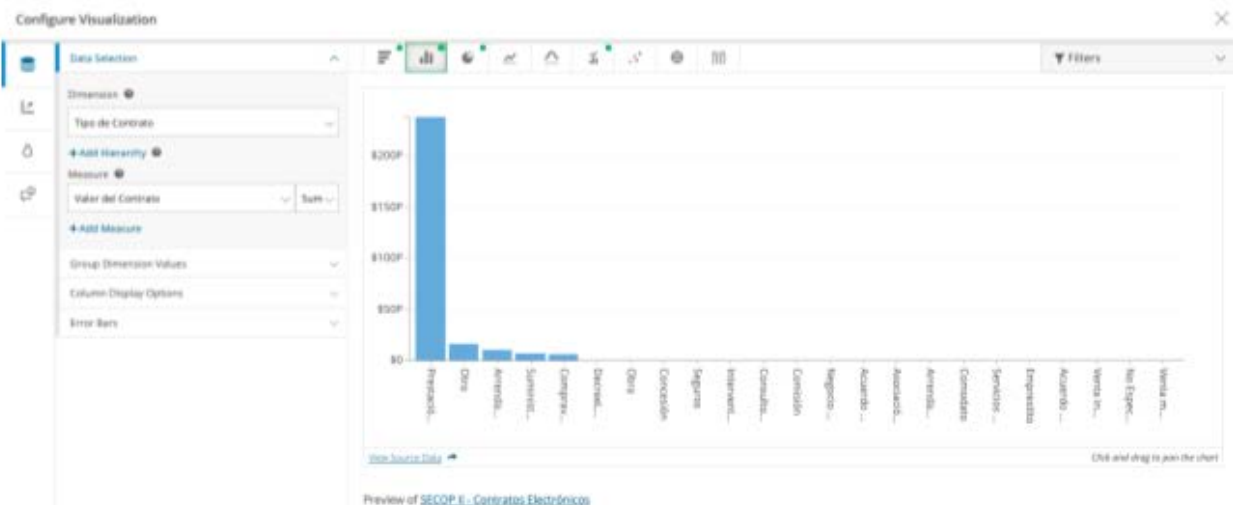 Configure Visualization
Data Selection
Filters
Dimension
Tipo de Contrato
+Add Hierarchy
Measure
Valor del Contrato
Sum
+Add Measure
Group Dimension Values
Column Display Options
Error Bars
$200P
$150P
$100P
$50P
$0
Prestació...
Otro
Arrenda...
Suminist...
Comprav...
Decreei...
Obra
Concesión
Seguros
Intervent...
Consulto...
Comisión
Negocio ...
Acuerdo ...
Asociació...
Arrenda...
Comodato
Servicios ...
Empréstito
Acuerdo ...
Venta in...
No Espec...
Venta m...
View Source Data
Click and drag to pan the chart
Preview of SECOP II - Contratos Electrónicos